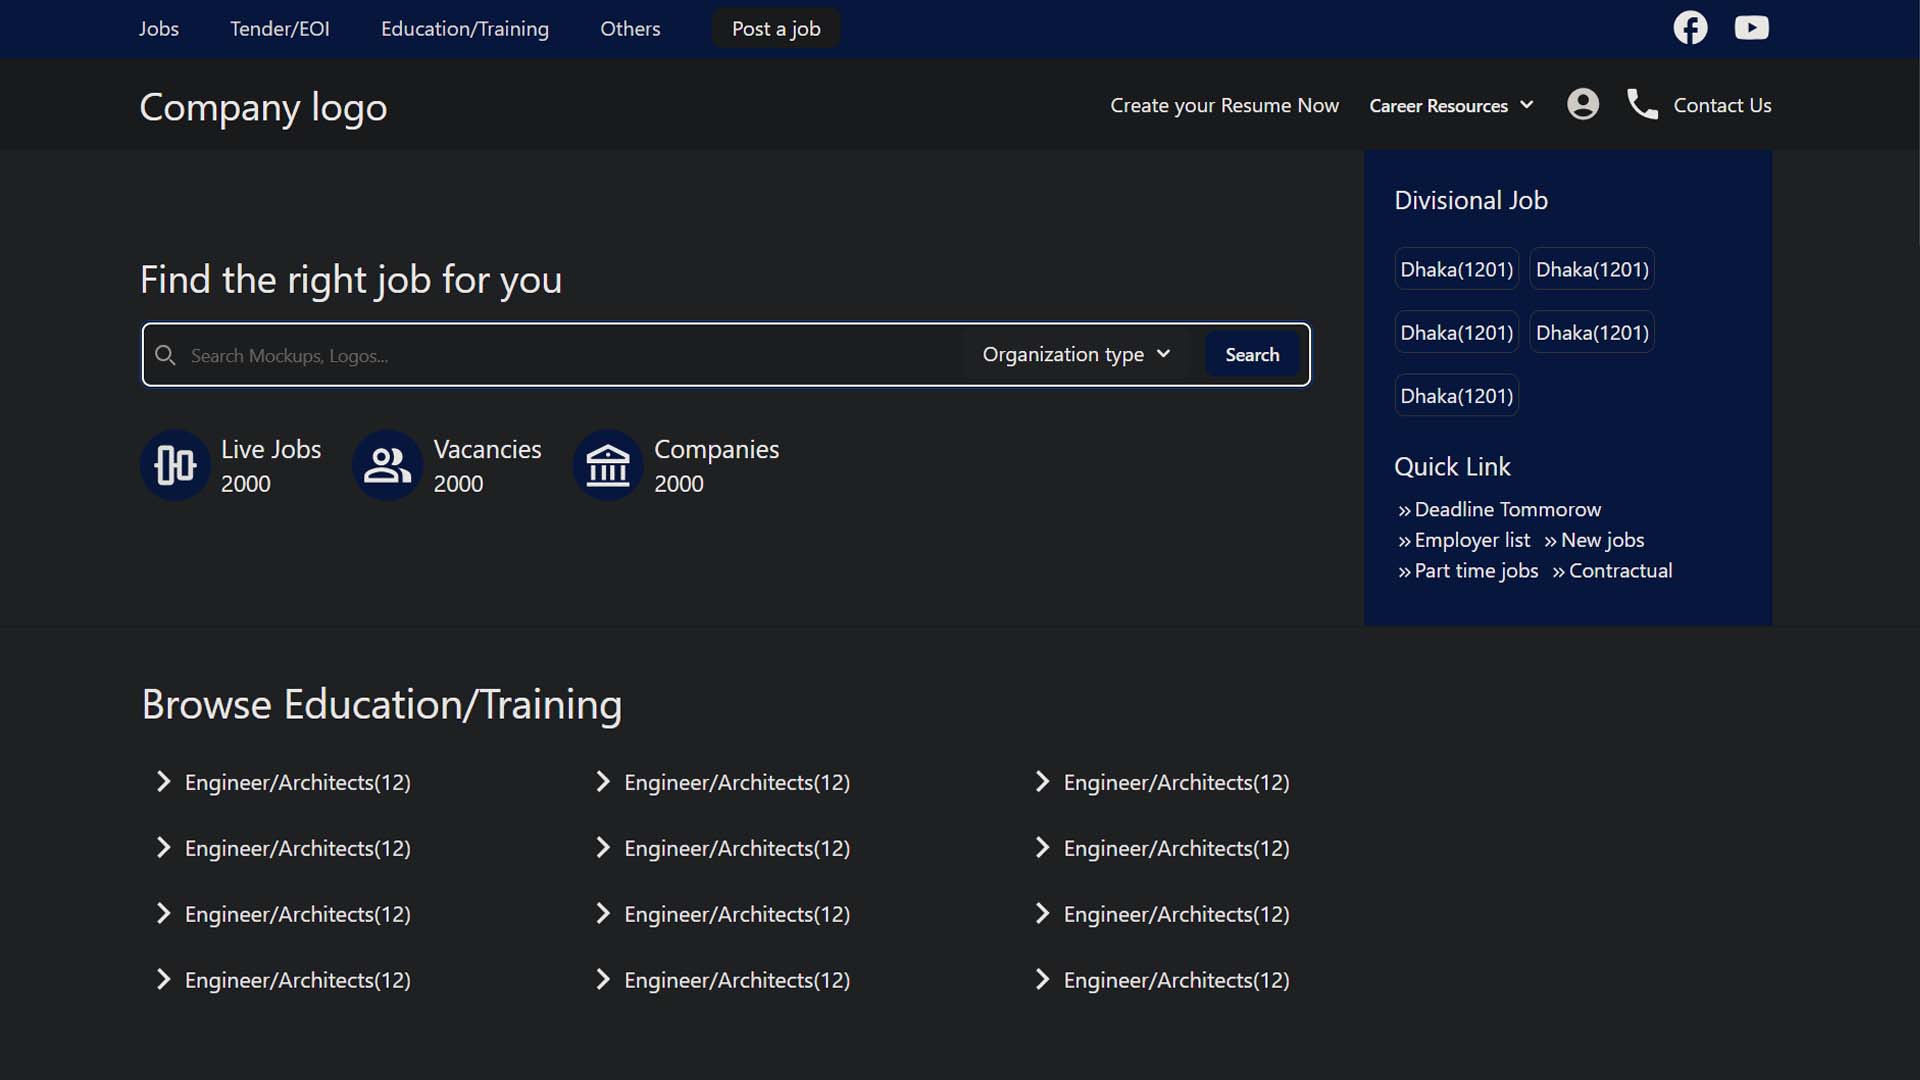 Jobs Tender/EOI Education/Training Others Post a job
Company logo
Create your Resume Now Career Resources Contact Us
Find the right job for you
Search Mockups, Logos... Organization type Search
Live Jobs
2000
Vacancies
2000
Companies
2000
Divisional Job
Dhaka(1201) Dhaka(1201)
Dhaka(1201) Dhaka(1201)
Dhaka(1201)
Quick Link
» Deadline Tommorow
» Employer list » New jobs
» Part time jobs » Contractual
Browse Education/Training
Engineer/Architects(12) Engineer/Architects(12) Engineer/Architects(12)
Engineer/Architects(12) Engineer/Architects(12) Engineer/Architects(12)
Engineer/Architects(12) Engineer/Architects(12) Engineer/Architects(12)
Engineer/Architects(12) Engineer/Architects(12) Engineer/Architects(12)